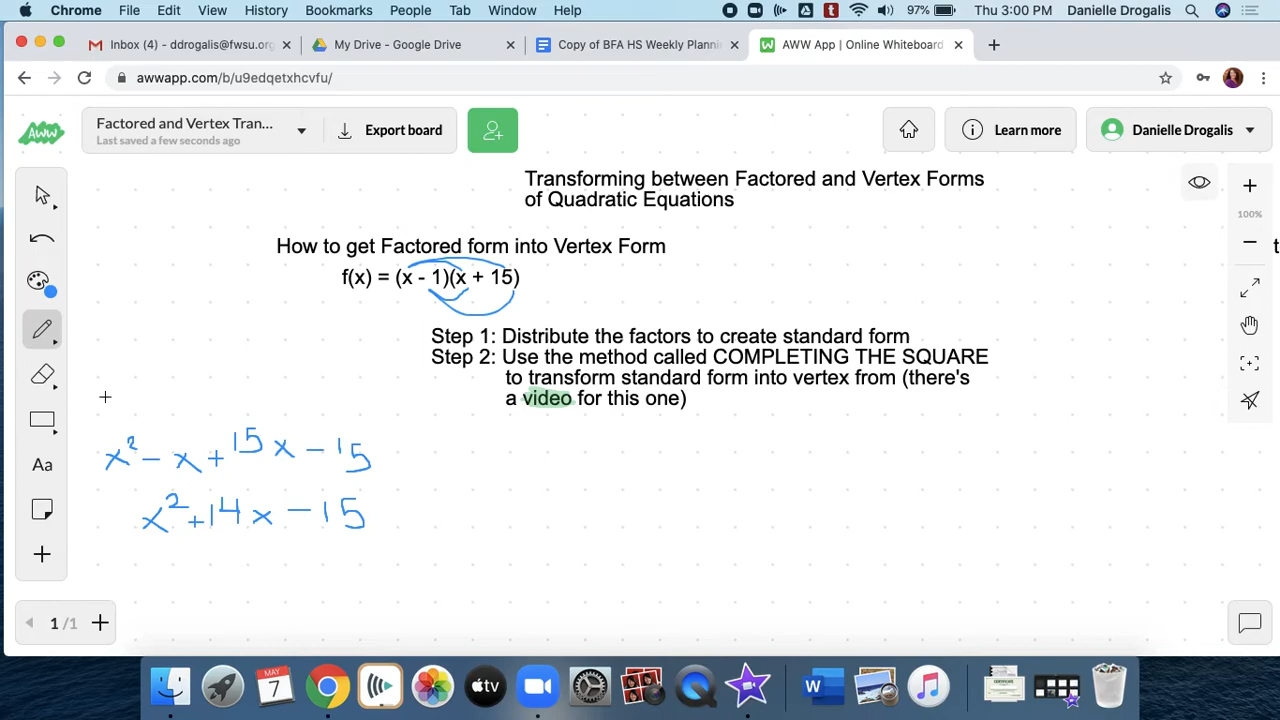 Chrome File Edit View History Bookmarks People Tab Window Help 97% Thu 3:00 PM Danielle Drogalis
Inbox (4) - ddrogalis@fwsu.org × My Drive - Google Drive × Copy of BFA HS Weekly Planni × AWW App | Online Whiteboard × +
awwapp.com/b/u9edqetxhcvfu/
AWW Factored and Vertex Tran... Export board Learn more Danielle Drogalis
Last saved a few seconds ago
Transforming between Factored and Vertex Forms
of Quadratic Equations
+
100%
−
How to get Factored form into Vertex Form
t
f(x) = (x - 1)(x + 15)
Step 1: Distribute the factors to create standard form
Step 2: Use the method called COMPLETING THE SQUARE
to transform standard form into vertex from (there's
a video for this one)
x² − x + 15x − 15
x² + 14x − 15
Aa
+
1 /1 +
MAY
7
tv
W